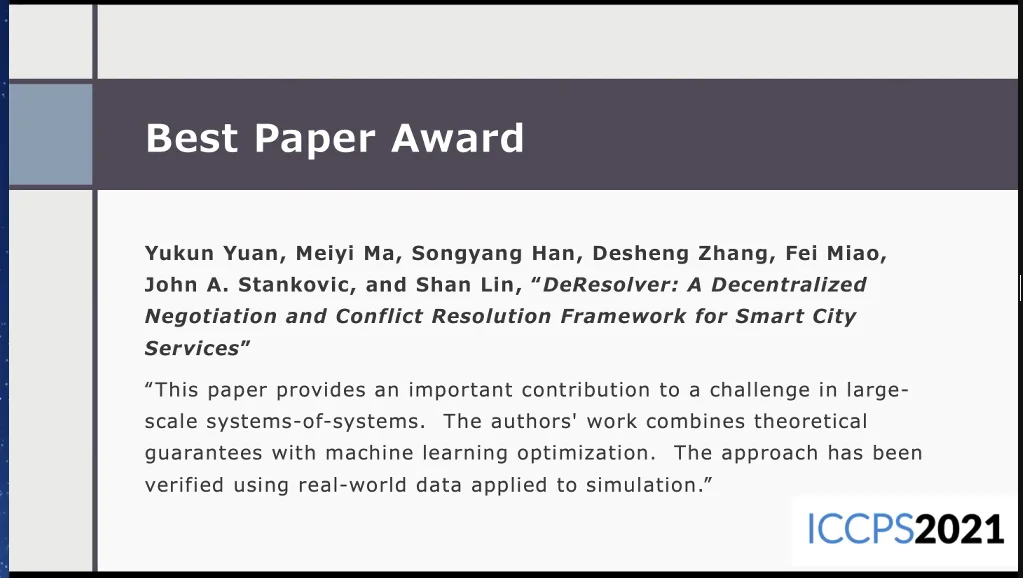 Best Paper Award
Yukun Yuan, Meiyi Ma, Songyang Han, Desheng Zhang, Fei Miao,
John A. Stankovic, and Shan Lin, “DeResolver: A Decentralized
Negotiation and Conflict Resolution Framework for Smart City
Services”
“This paper provides an important contribution to a challenge in large-
scale systems-of-systems.  The authors' work combines theoretical
guarantees with machine learning optimization.  The approach has been
verified using real-world data applied to simulation.”
ICCPS2021